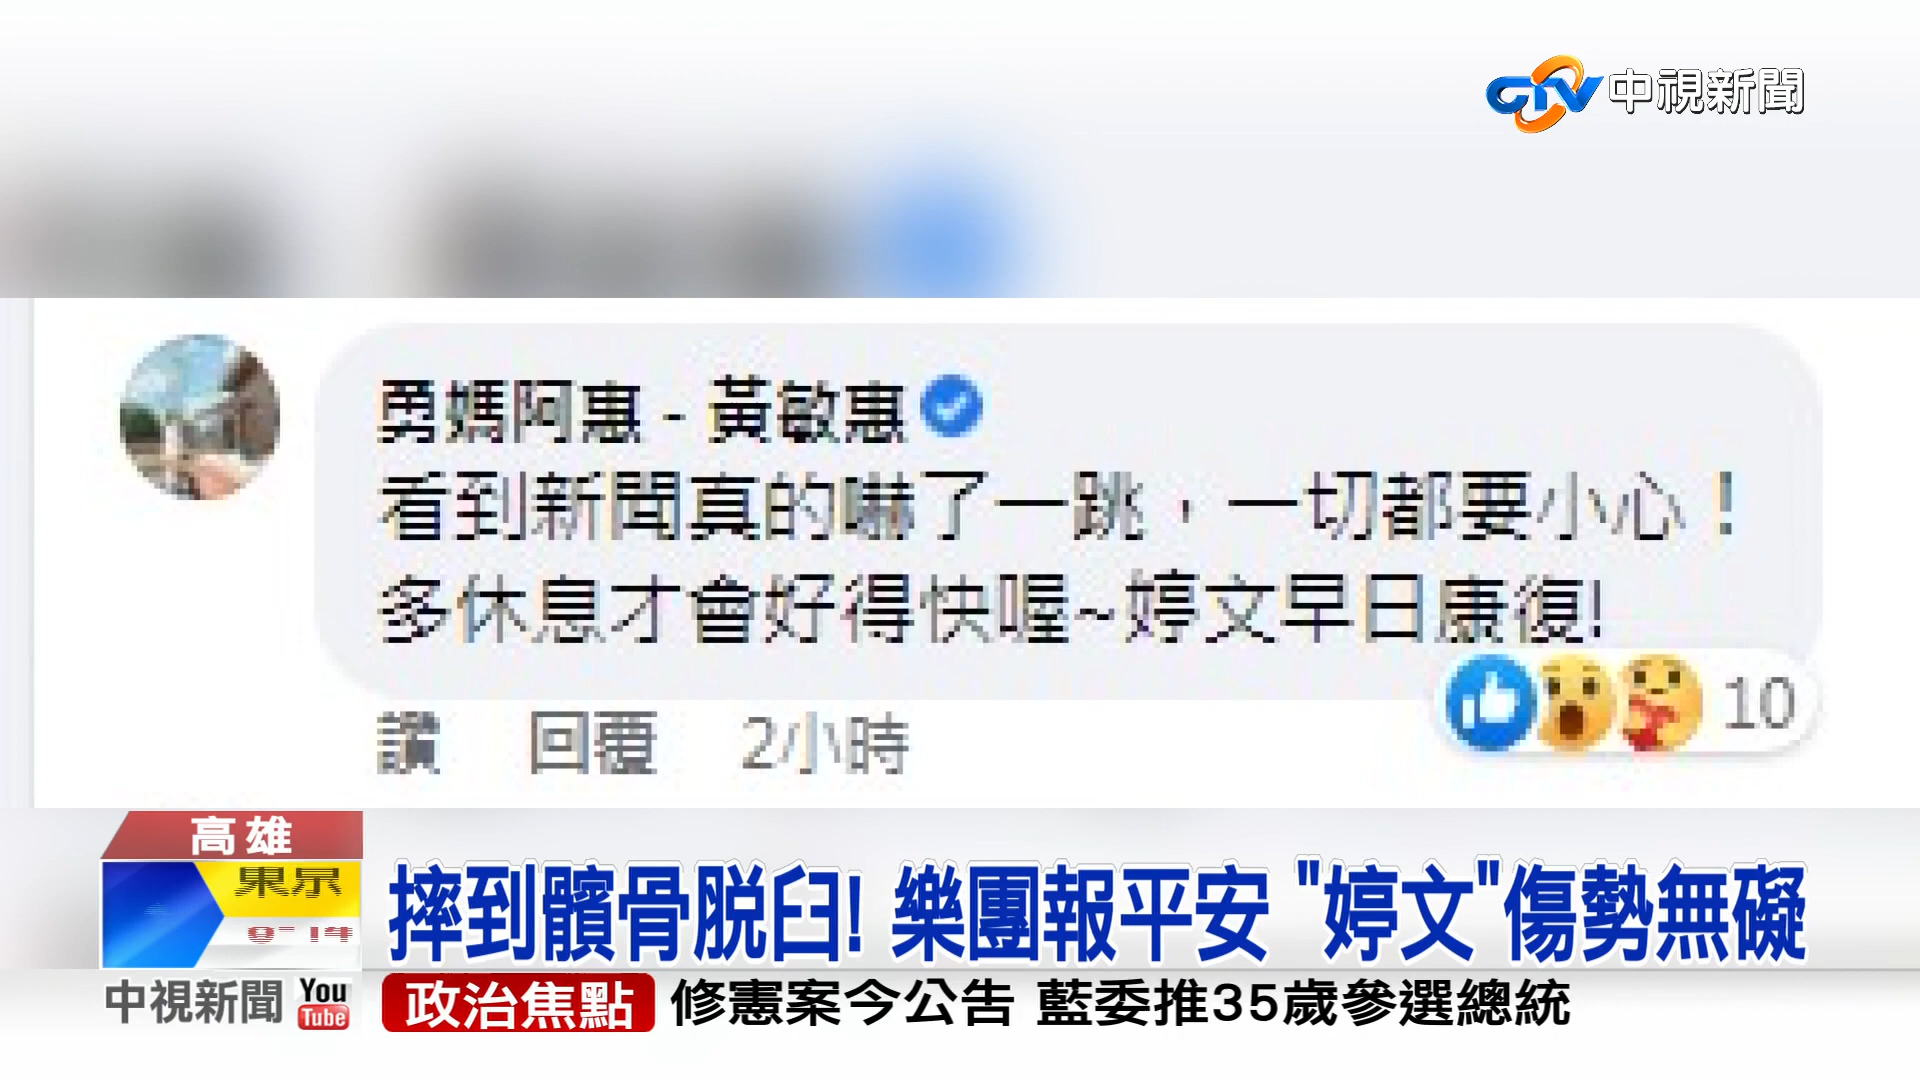 CTV 中視新聞
勇媽阿惠 - 黃敏惠
看到新聞真的嚇了一跳，一切都要小心！
多休息才會好得快喔~婷文早日康復!
讚 回覆 2小時
10
高雄
東京
摔到髕骨脫臼! 樂團報平安 "婷文"傷勢無礙
中視新聞 You Tube
政治焦點 修憲案今公告 藍委推35歲參選總統